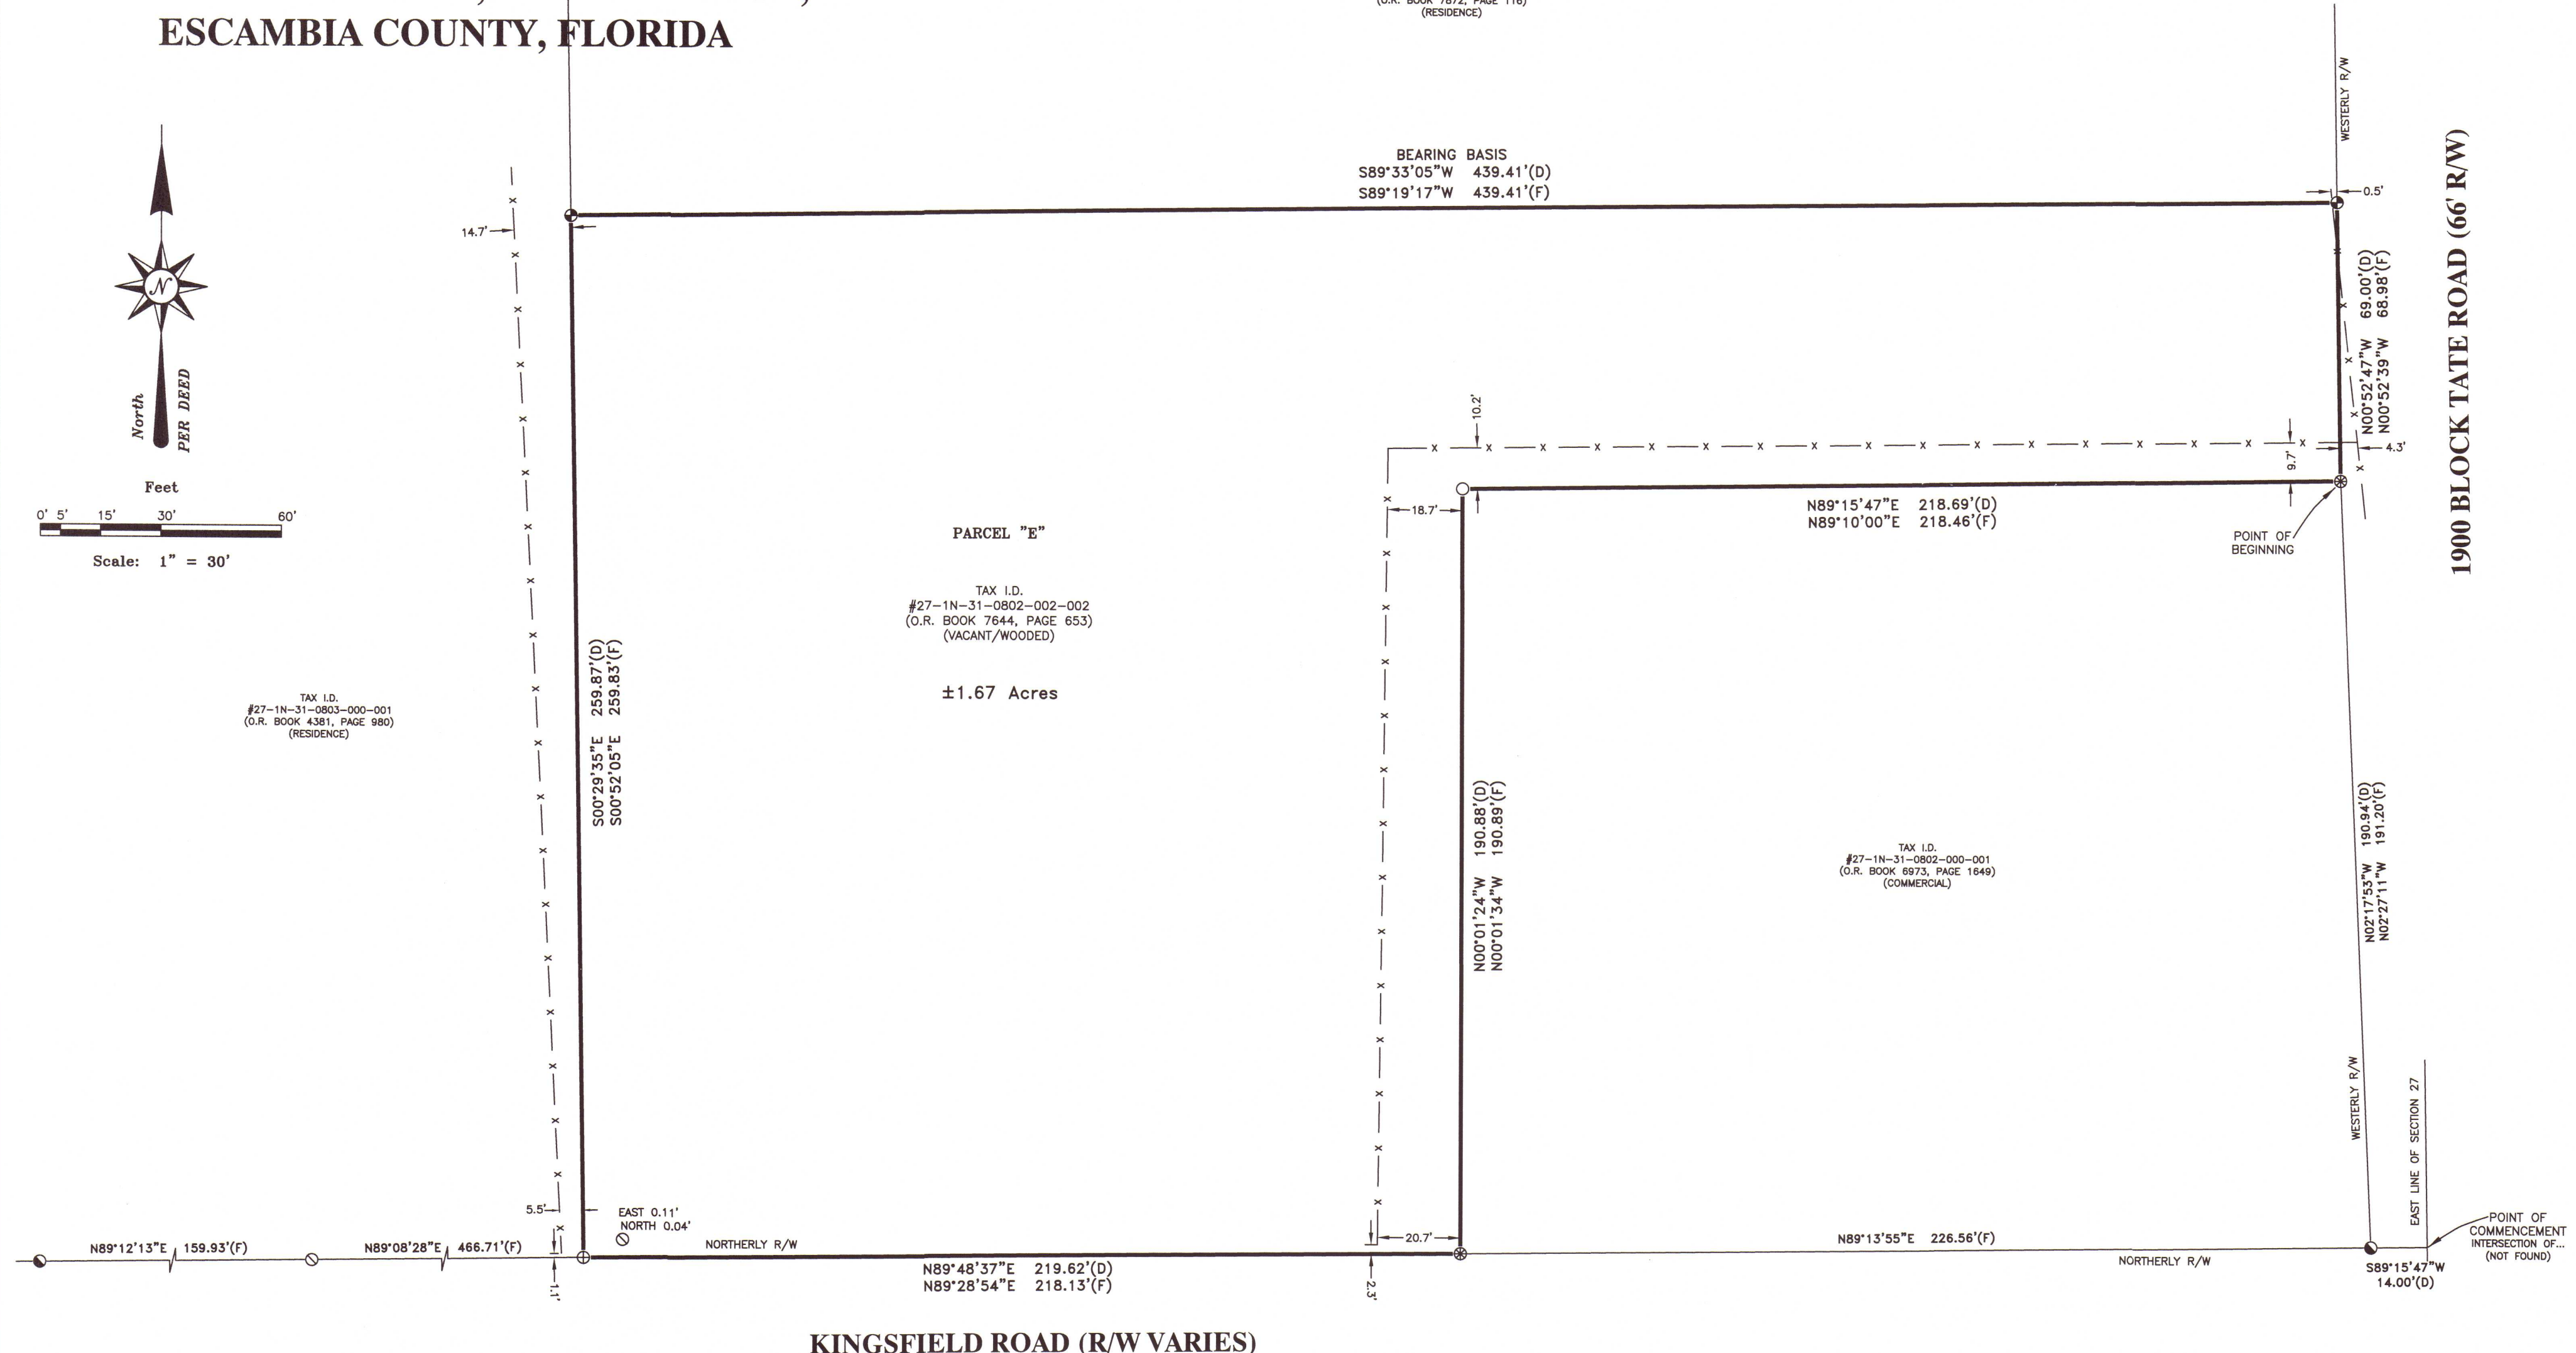 (O.R. BOOK 7872, PAGE 116)
(RESIDENCE)
ESCAMBIA COUNTY, FLORIDA
WESTERLY R/W
BEARING BASIS
S89°33'05"W 439.41'(D)
S89°19'17"W 439.41'(F)
0.5'
14.7'
N00°52'47"W 69.00'(D)
N00°52'39"W 68.98'(F)
1900 BLOCK TATE ROAD (66' R/W)
N
North
PER DEED
Feet
0' 5' 15' 30' 60'
Scale: 1" = 30'
10.2'
9.7'
4.3'
18.7'
N89°15'47"E 218.69'(D)
N89°10'00"E 218.46'(F)
POINT OF
BEGINNING
PARCEL "E"
TAX I.D.
#27-1N-31-0802-002-002
(O.R. BOOK 7644, PAGE 653)
(VACANT/WOODED)
±1.67 Acres
S00°29'35"E 259.87'(D)
S00°52'05"E 259.83'(F)
TAX I.D.
#27-1N-31-0803-000-001
(O.R. BOOK 4381, PAGE 980)
(RESIDENCE)
N00°01'24"W 190.88'(D)
N00°01'34"W 190.89'(F)
TAX I.D.
#27-1N-31-0802-000-001
(O.R. BOOK 6973, PAGE 1649)
(COMMERCIAL)
N02°17'53"W 190.94'(D)
N02°27'11"W 191.20'(F)
WESTERLY R/W
EAST LINE OF SECTION 27
5.5'
EAST 0.11'
NORTH 0.04'
NORTHERLY R/W
20.7'
N89°12'13"E 159.93'(F)
N89°08'28"E 466.71'(F)
N89°13'55"E 226.56'(F)
NORTHERLY R/W
POINT OF
COMMENCEMENT
INTERSECTION OF...
(NOT FOUND)
S89°15'47"W
14.00'(D)
1.1'
N89°48'37"E 219.62'(D)
N89°28'54"E 218.13'(F)
2.3'
KINGSFIELD ROAD (R/W VARIES)